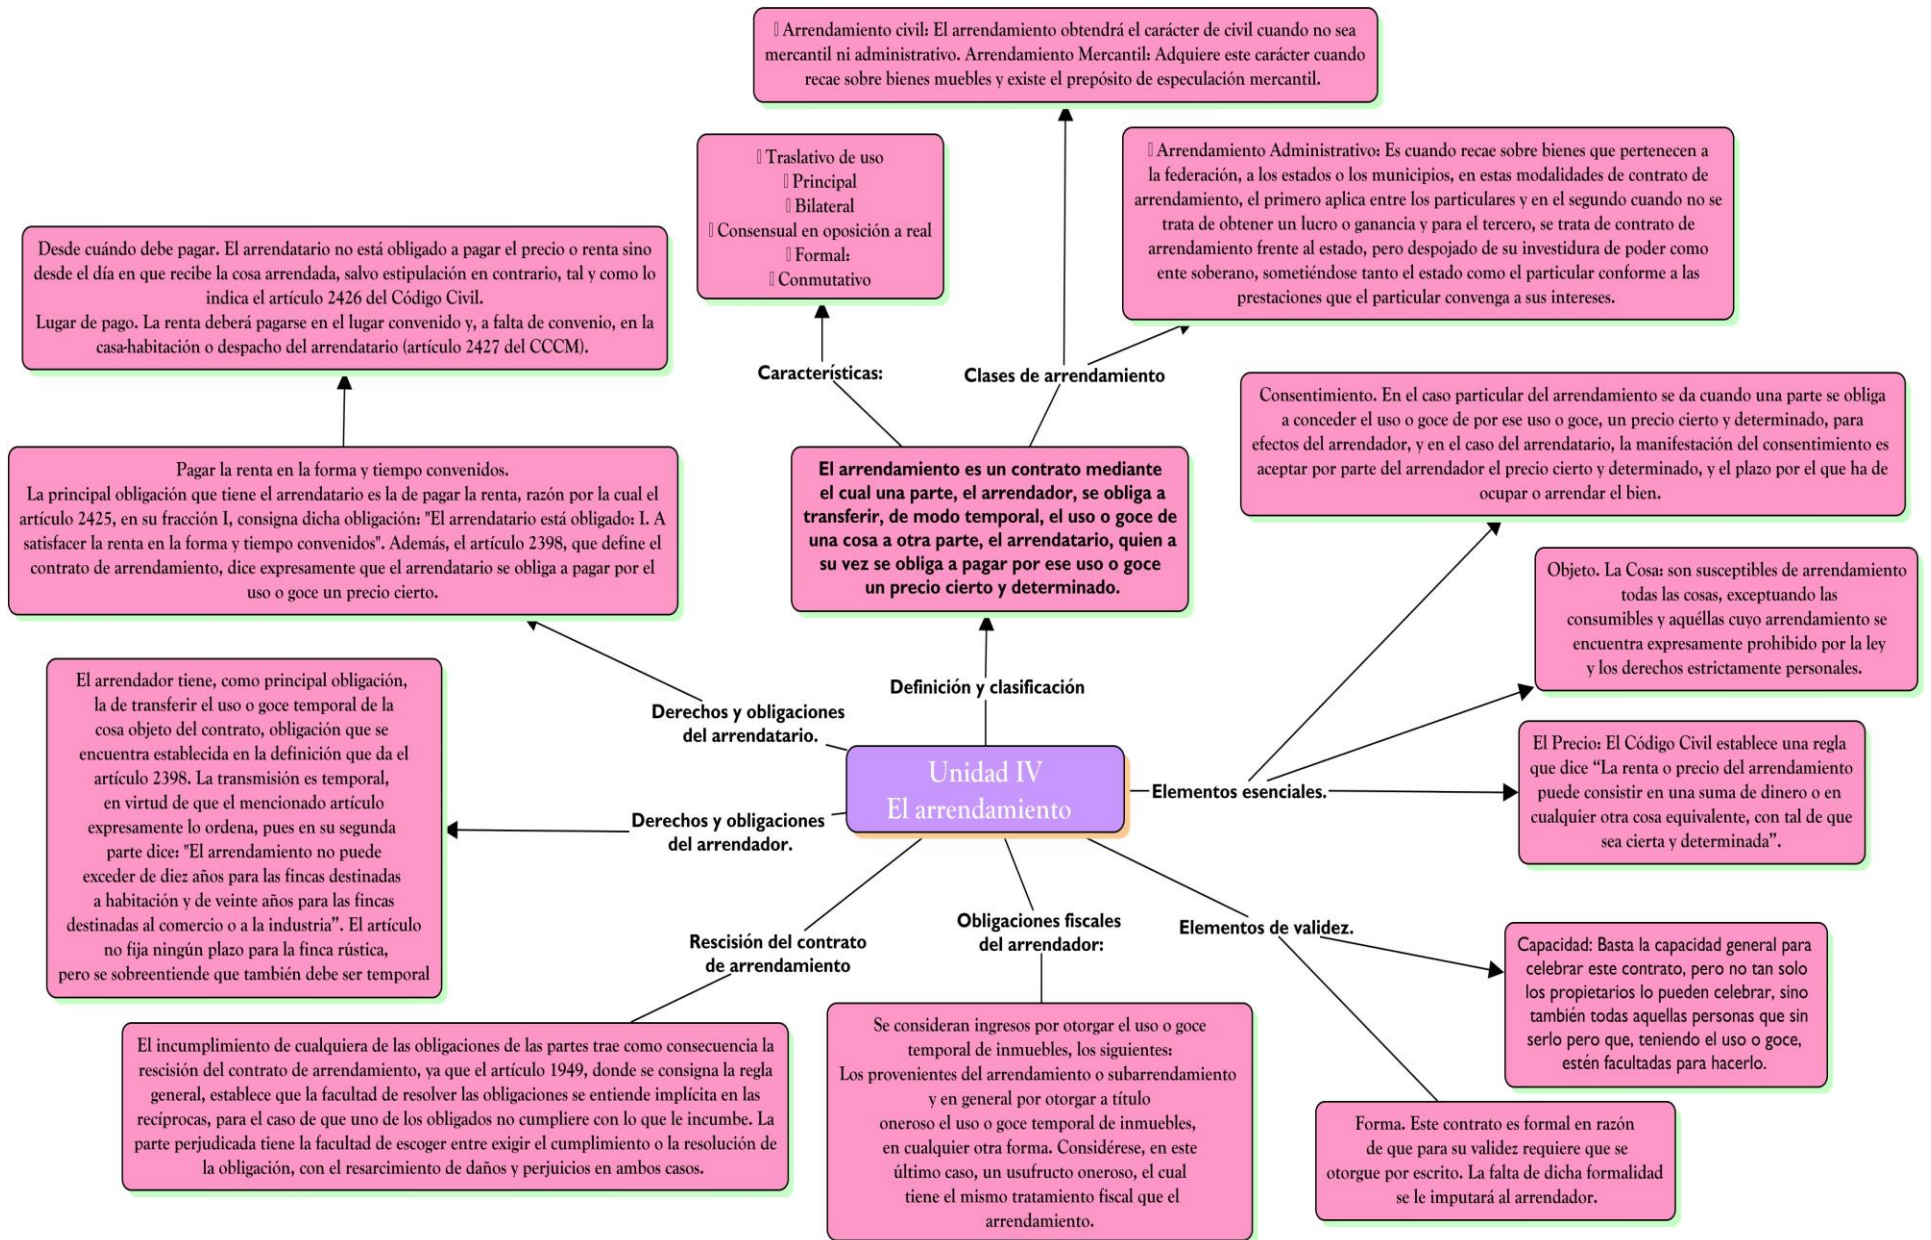 ▯ Arrendamiento civil: El arrendamiento obtendrá el carácter de civil cuando no sea
mercantil ni administrativo. Arrendamiento Mercantil: Adquiere este carácter cuando
recae sobre bienes muebles y existe el prepósito de especulación mercantil.
▯ Traslativo de uso
▯ Principal
▯ Bilateral
▯ Consensual en oposición a real
▯ Formal:
▯ Conmutativo
▯ Arrendamiento Administrativo: Es cuando recae sobre bienes que pertenecen a
la federación, a los estados o los municipios, en estas modalidades de contrato de
arrendamiento, el primero aplica entre los particulares y en el segundo cuando no se
trata de obtener un lucro o ganancia y para el tercero, se trata de contrato de
arrendamiento frente al estado, pero despojado de su investidura de poder como
ente soberano, sometiéndose tanto el estado como el particular conforme a las
prestaciones que el particular convenga a sus intereses.
Desde cuándo debe pagar. El arrendatario no está obligado a pagar el precio o renta sino
desde el día en que recibe la cosa arrendada, salvo estipulación en contrario, tal y como lo
indica el artículo 2426 del Código Civil.
Lugar de pago. La renta deberá pagarse en el lugar convenido y, a falta de convenio, en la
casa-habitación o despacho del arrendatario (artículo 2427 del CCCM).
Características:
Clases de arrendamiento
Consentimiento. En el caso particular del arrendamiento se da cuando una parte se obliga
a conceder el uso o goce de por ese uso o goce, un precio cierto y determinado, para
efectos del arrendador, y en el caso del arrendatario, la manifestación del consentimiento es
aceptar por parte del arrendador el precio cierto y determinado, y el plazo por el que ha de
ocupar o arrendar el bien.
Pagar la renta en la forma y tiempo convenidos.
La principal obligación que tiene el arrendatario es la de pagar la renta, razón por la cual el
artículo 2425, en su fracción I, consigna dicha obligación: "El arrendatario está obligado: I. A
satisfacer la renta en la forma y tiempo convenidos". Además, el artículo 2398, que define el
contrato de arrendamiento, dice expresamente que el arrendatario se obliga a pagar por el
uso o goce un precio cierto.
El arrendamiento es un contrato mediante
el cual una parte, el arrendador, se obliga a
transferir, de modo temporal, el uso o goce de
una cosa a otra parte, el arrendatario, quien a
su vez se obliga a pagar por ese uso o goce
un precio cierto y determinado.
Objeto. La Cosa: son susceptibles de arrendamiento
todas las cosas, exceptuando las
consumibles y aquéllas cuyo arrendamiento se
encuentra expresamente prohibido por la ley
y los derechos estrictamente personales.
Definición y clasificación
Derechos y obligaciones
del arrendatario.
El arrendador tiene, como principal obligación,
la de transferir el uso o goce temporal de la
cosa objeto del contrato, obligación que se
encuentra establecida en la definición que da el
artículo 2398. La transmisión es temporal,
en virtud de que el mencionado artículo
expresamente lo ordena, pues en su segunda
parte dice: "El arrendamiento no puede
exceder de diez años para las fincas destinadas
a habitación y de veinte años para las fincas
destinadas al comercio o a la industria”. El artículo
no fija ningún plazo para la finca rústica,
pero se sobreentiende que también debe ser temporal
Unidad IV
El arrendamiento
Elementos esenciales.
El Precio: El Código Civil establece una regla
que dice “La renta o precio del arrendamiento
puede consistir en una suma de dinero o en
cualquier otra cosa equivalente, con tal de que
sea cierta y determinada”.
Derechos y obligaciones
del arrendador.
Rescisión del contrato
de arrendamiento
Obligaciones fiscales
del arrendador:
Elementos de validez.
Capacidad: Basta la capacidad general para
celebrar este contrato, pero no tan solo
los propietarios lo pueden celebrar, sino
también todas aquellas personas que sin
serlo pero que, teniendo el uso o goce,
estén facultadas para hacerlo.
El incumplimiento de cualquiera de las obligaciones de las partes trae como consecuencia la
rescisión del contrato de arrendamiento, ya que el artículo 1949, donde se consigna la regla
general, establece que la facultad de resolver las obligaciones se entiende implícita en las
recíprocas, para el caso de que uno de los obligados no cumpliere con lo que le incumbe. La
parte perjudicada tiene la facultad de escoger entre exigir el cumplimiento o la resolución de
la obligación, con el resarcimiento de daños y perjuicios en ambos casos.
Se consideran ingresos por otorgar el uso o goce
temporal de inmuebles, los siguientes:
Los provenientes del arrendamiento o subarrendamiento
y en general por otorgar a título
oneroso el uso o goce temporal de inmuebles,
en cualquier otra forma. Considérese, en este
último caso, un usufructo oneroso, el cual
tiene el mismo tratamiento fiscal que el
arrendamiento.
Forma. Este contrato es formal en razón
de que para su validez requiere que se
otorgue por escrito. La falta de dicha formalidad
se le imputará al arrendador.